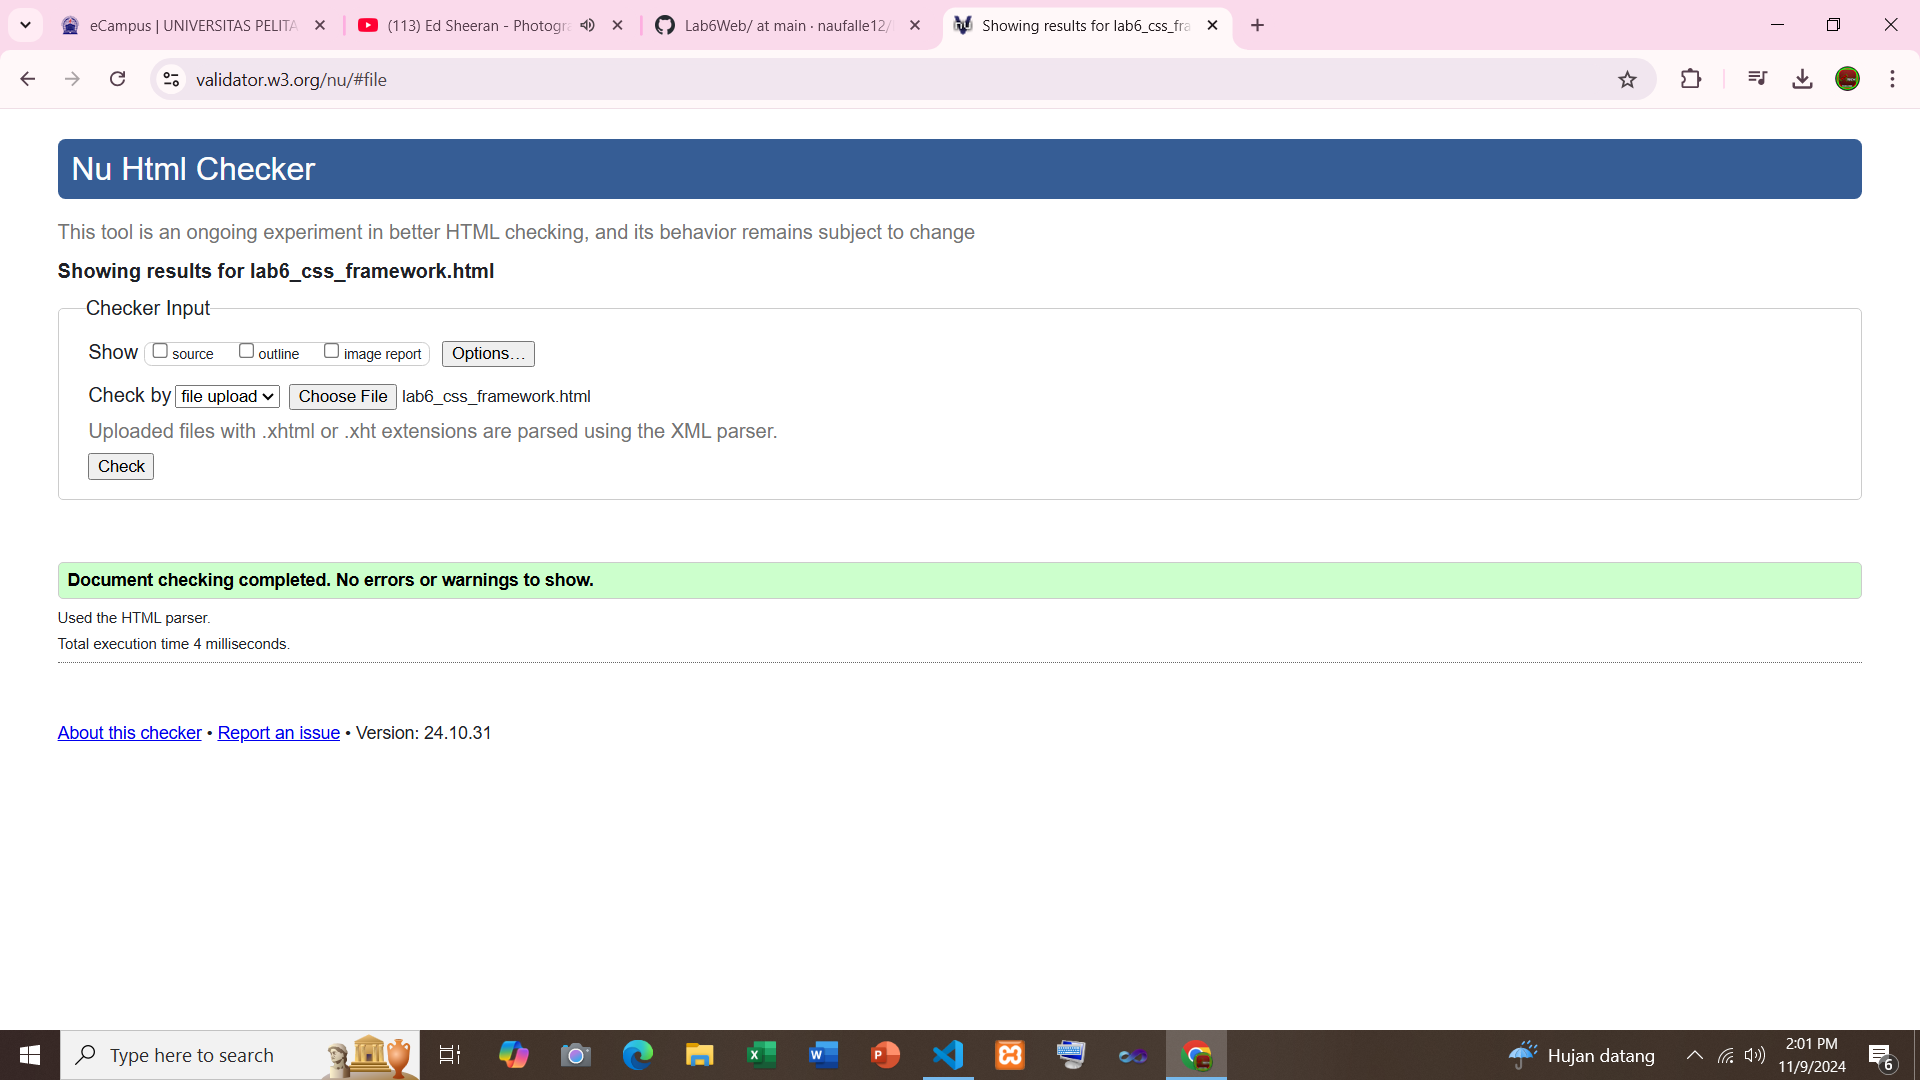 eCampus | UNIVERSITAS PELITA
(113) Ed Sheeran - Photogra
Lab6Web/ at main · naufalle12/
Showing results for lab6_css_fra
validator.w3.org/nu/#file
Nu Html Checker
This tool is an ongoing experiment in better HTML checking, and its behavior remains subject to change
Showing results for lab6_css_framework.html
Checker Input
Show source outline image report Options...
Check by file upload Choose File lab6_css_framework.html
Uploaded files with .xhtml or .xht extensions are parsed using the XML parser.
Check
Document checking completed. No errors or warnings to show.
Used the HTML parser.
Total execution time 4 milliseconds.
About this checker • Report an issue • Version: 24.10.31
Type here to search
Hujan datang
2:01 PM
11/9/2024
6